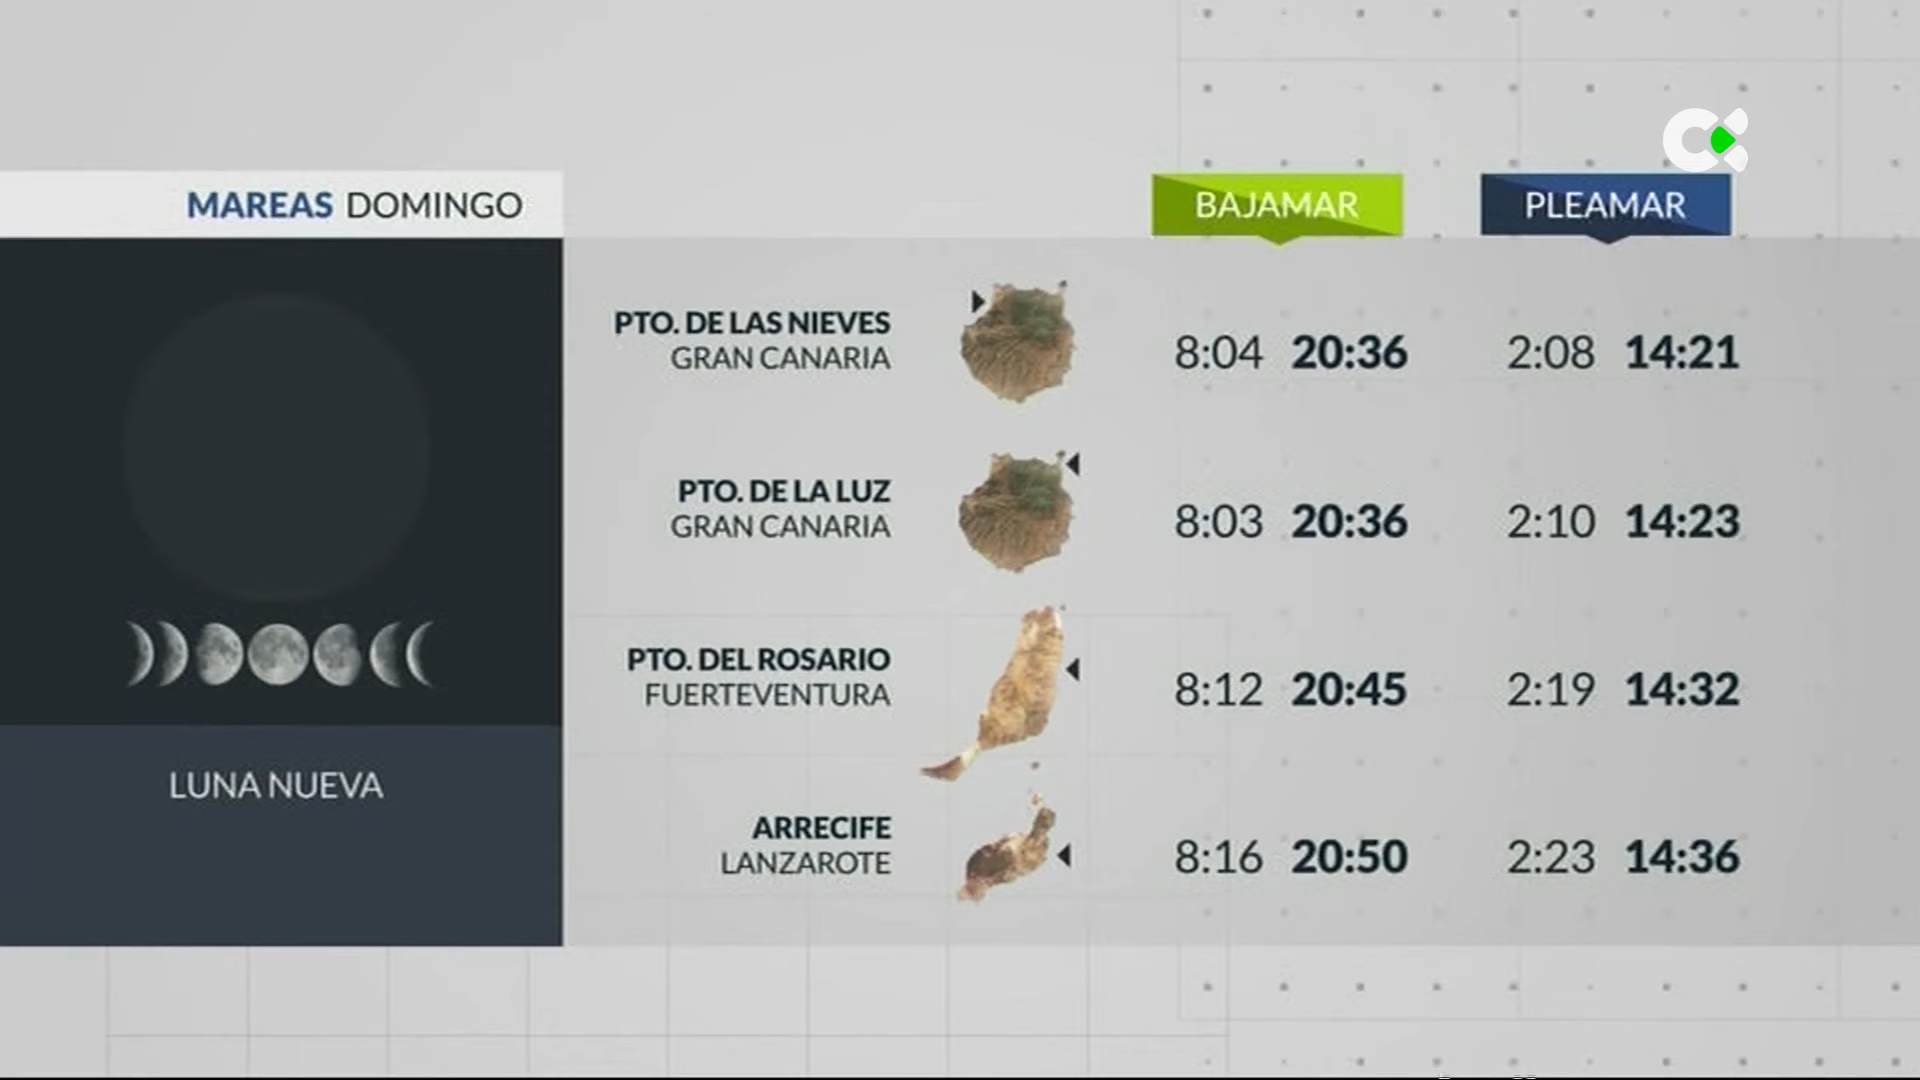 MAREAS DOMINGO
BAJAMAR PLEAMAR
PTO. DE LAS NIEVES
GRAN CANARIA
8:04 20:36 2:08 14:21
PTO. DE LA LUZ
GRAN CANARIA
8:03 20:36 2:10 14:23
PTO. DEL ROSARIO
FUERTEVENTURA
8:12 20:45 2:19 14:32
LUNA NUEVA
ARRECIFE
LANZAROTE
8:16 20:50 2:23 14:36